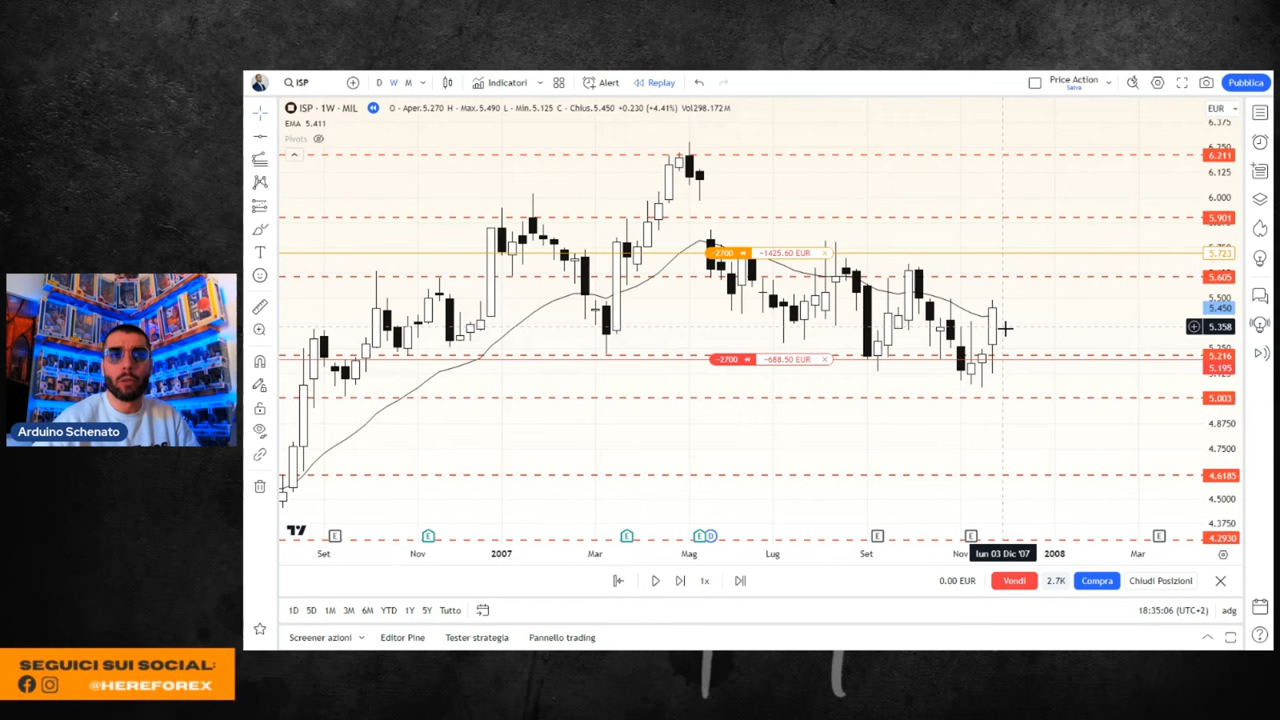 ISP
D W M
Indicatori
Alert
Replay
Price Action
Salva
Pubblica
ISP · 1W · MIL
O - Aper.5.270 H - Max.5.490 L - Min.5.125 C - Chius.5.450 +0.230 (+4.41%) Vol298.172M
EUR
EMA 5.411
Pivots
6.375
6.211
6.125
6.000
5.901
-2700
-1425.60 EUR
5.723
5.605
5.500
5.450
5.358
5.216
-2700
-688.50 EUR
5.195
5.003
4.8750
4.7500
4.6185
4.5000
4.3750
4.2930
E E E E D E E E
Set Nov 2007 Mar Mag Lug Set Nov lun 03 Dic '07 2008 Mar
1x
0.00 EUR
Vendi
2.7K
Compra
Chiudi Posizioni
1D 5D 1M 3M 6M YTD 1Y 5Y Tutto
18:35:06 (UTC+2)
adg
Screener azioni
Editor Pine
Tester strategia
Pannello trading
Arduino Schenato
SEGUICI SUI SOCIAL:
@HEREFOREX